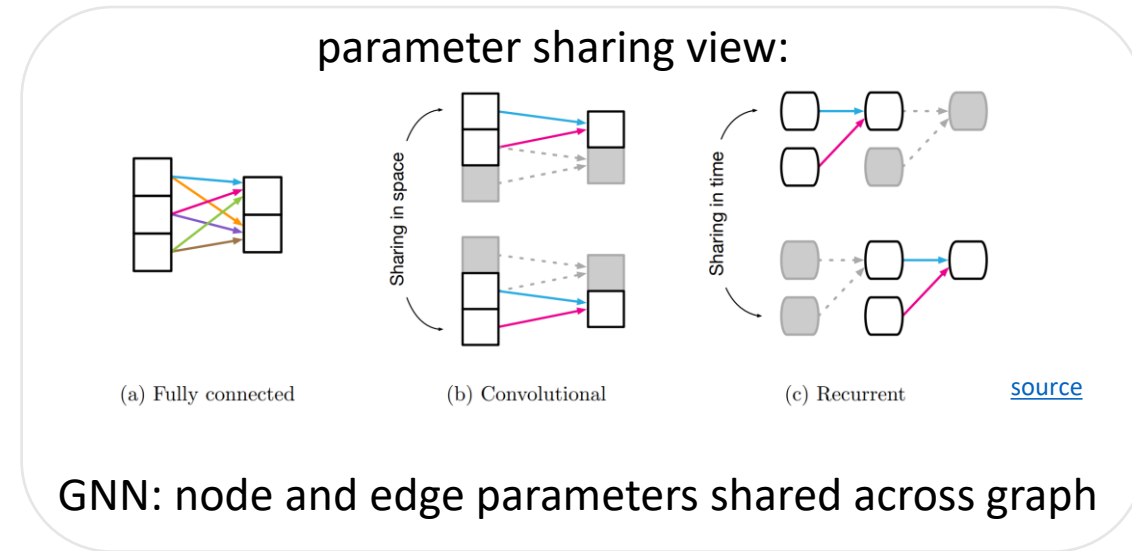 parameter sharing view:
Sharing in space
Sharing in time
(a) Fully connected
(b) Convolutional
(c) Recurrent
source
GNN: node and edge parameters shared across graph